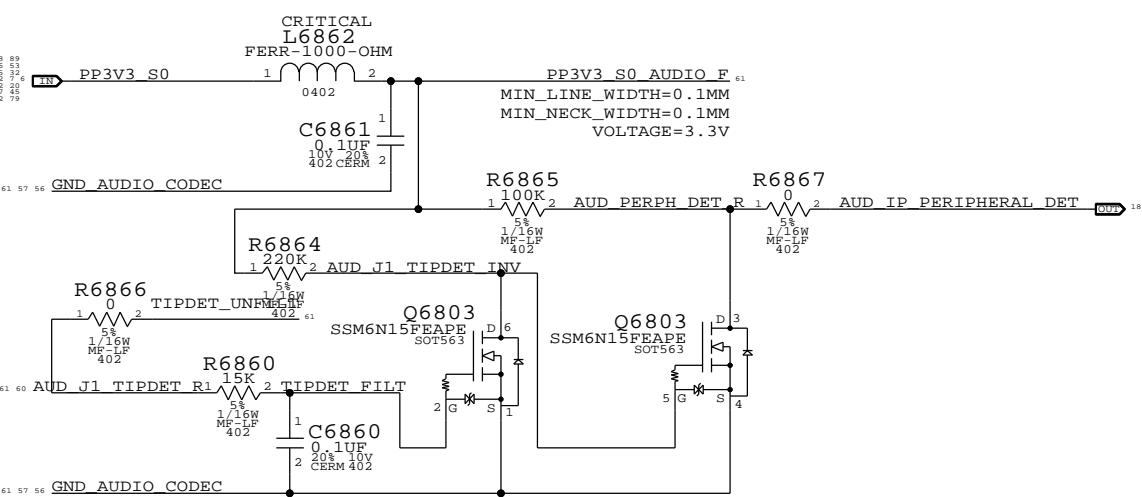 CRITICAL
L6862
FERR-1000-OHM
IN PP3V3_S0 1 2 PP3V3_S0_AUDIO_F 61
0402
MIN_LINE_WIDTH=0.1MM
MIN_NECK_WIDTH=0.1MM
VOLTAGE=3.3V
1
C6861
0.1UF
10V 20%
402 CERM 2
61 57 56 GND_AUDIO_CODEC
R6865 R6867
100K 0
1 2 AUD_PERPH_DET_R 1 2 AUD_IP_PERIPHERAL_DET OUT 18
5% 5%
1/16W 1/16W
MF-LF MF-LF
402 402
R6864
220K
1 2 AUD_J1_TIPDET_INV
5%
1/16W
MF-LF
402
R6866
0
1 2 TIPDET_UNFILT 61
5%
1/16W
MF-LF
402
Q6803
SSM6N15FEAPE
SOT563
D 6
2 G S 1
Q6803
SSM6N15FEAPE
SOT563
D 3
5 G S 4
R6860
15K
61 60 AUD_J1_TIPDET_R 1 2 TIPDET_FILT
5%
1/16W
MF-LF
402
1
C6860
0.1UF
2 20% 10V
CERM 402
61 57 56 GND_AUDIO_CODEC